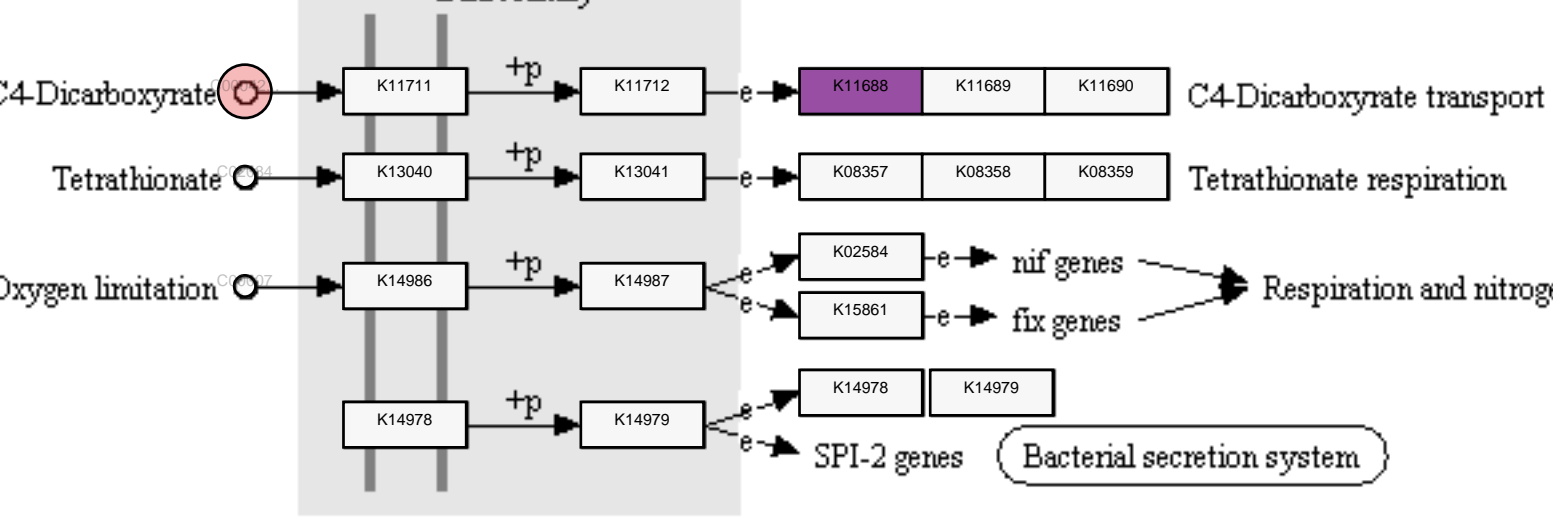 C4-Dicarboxyrate K11711 +p K11712 e K11688 K11689 K11690 C4-Dicarboxyrate transport
Tetrathionate K13040 +p K13041 e K08357 K08358 K08359 Tetrathionate respiration
Oxygen limitation K14986 +p K14987 e K02584 e nif genes
e K15861 e fix genes
Respiration and
K14978 +p K14979 e K14978 K14979
e SPI-2 genes Bacterial secretion system